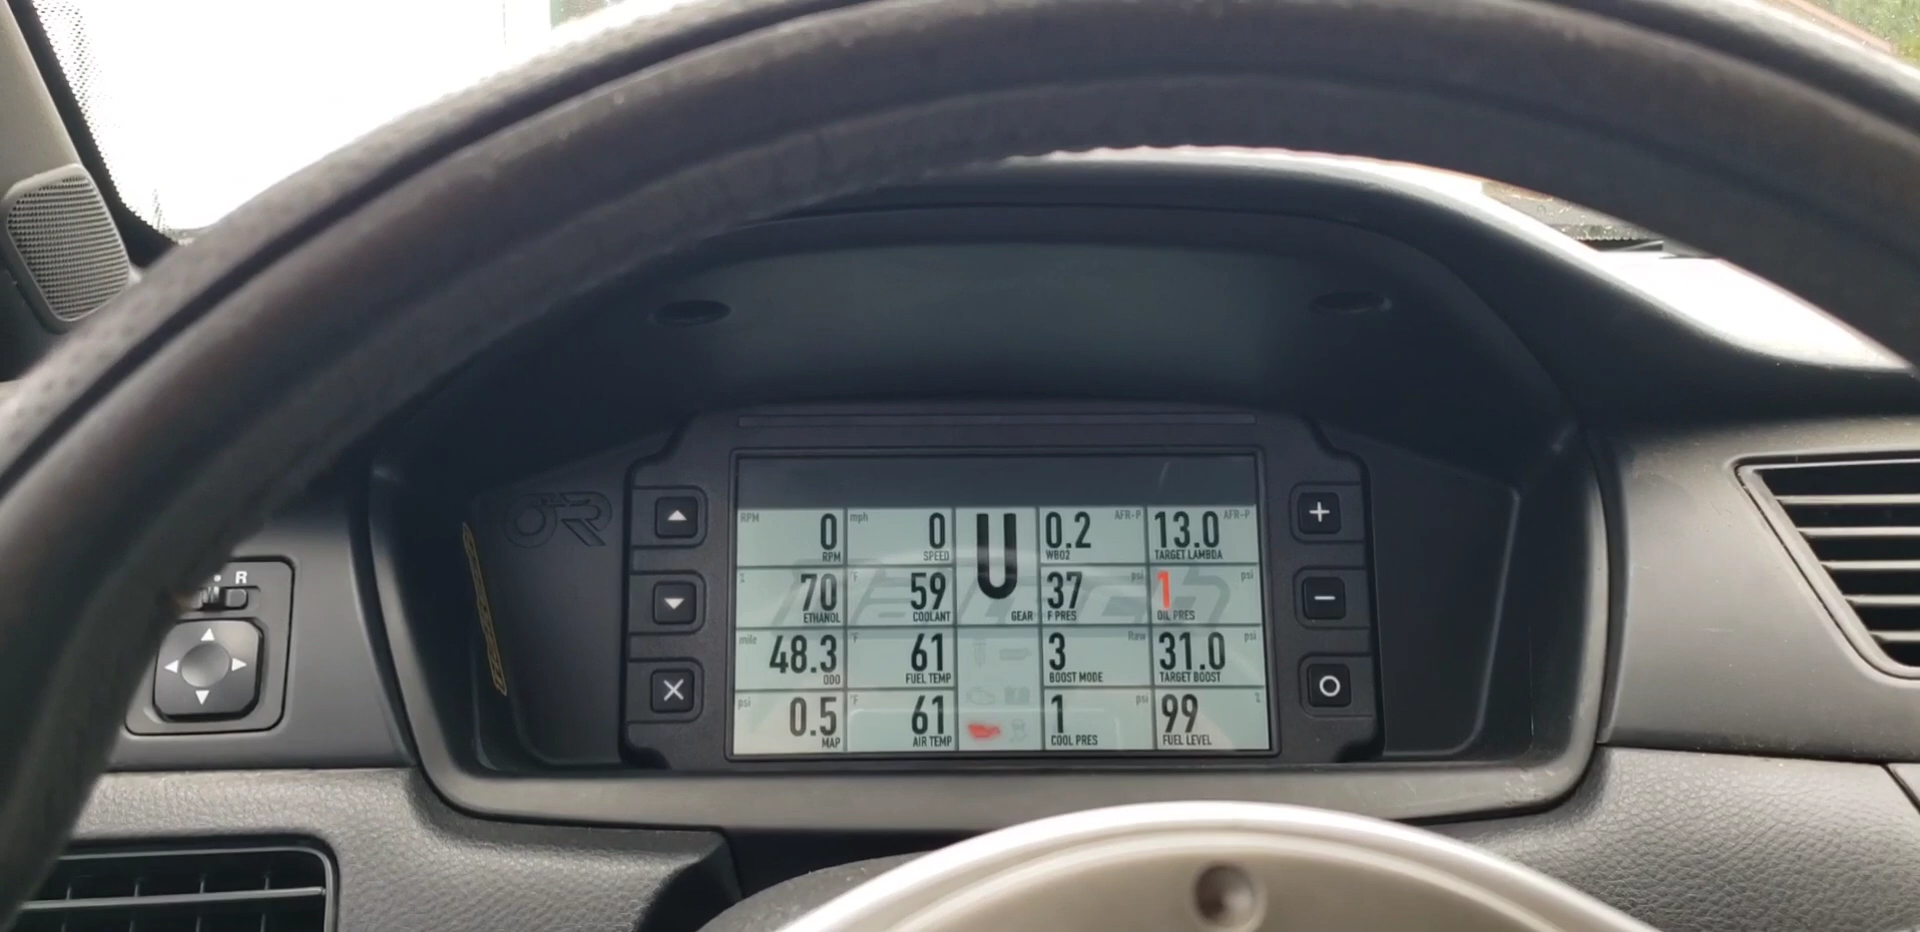 R
RPM 0 RPM
mph 0 SPEED
U GEAR
0.2 AFR-P WBO2
13.0 AFR-P TARGET LAMBDA
% 70 ETHANOL
°F 59 COOLANT
37 psi F PRES
1 psi OIL PRES
mile 48.3 ODO
°F 61 FUEL TEMP
3 Raw BOOST MODE
31.0 psi TARGET BOOST
psi 0.5 MAP
°F 61 AIR TEMP
1 psi COOL PRES
99 % FUEL LEVEL